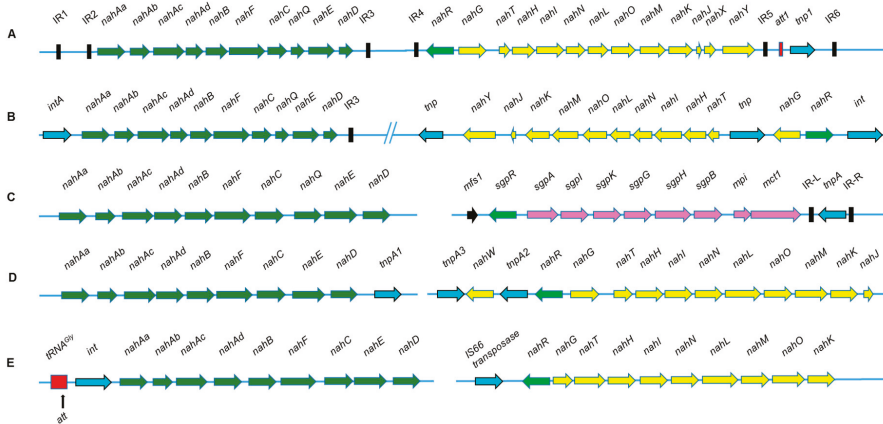 IR1 IR2 nahAa nahAb nahAc nahAd nahB nahF nahC nahQ nahE nahD IR3 IR4 nahR nahG nahT nahH nahI nahN nahL nahO nahM nahK nahJ nahX nahY IR5 att1 tnp1 IR6
A
intA nahAa nahAb nahAc nahAd nahB nahF nahC nahQ nahE nahD IR3 tnp nahY nahJ nahK nahM nahO nahL nahN nahI nahH nahT tnp nahG nahR int
B
nahAa nahAb nahAc nahAd nahB nahF nahC nahQ nahE nahD mfs1 sgpR sgpA sgpI sgpK sgpG sgpH sgpB mpi mct1 IR-L tnpA IR-R
C
nahAa nahAb nahAc nahAd nahB nahF nahC nahE nahD tnpA1 tnpA3 nahW tnpA2 nahR nahG nahT nahH nahI nahN nahL nahO nahM nahK nahJ
D
tRNAGly int nahAa nahAb nahAc nahAd nahB nahF nahC nahE nahD IS66 transposase nahR nahG nahT nahH nahI nahN nahL nahM nahO nahK
E
att